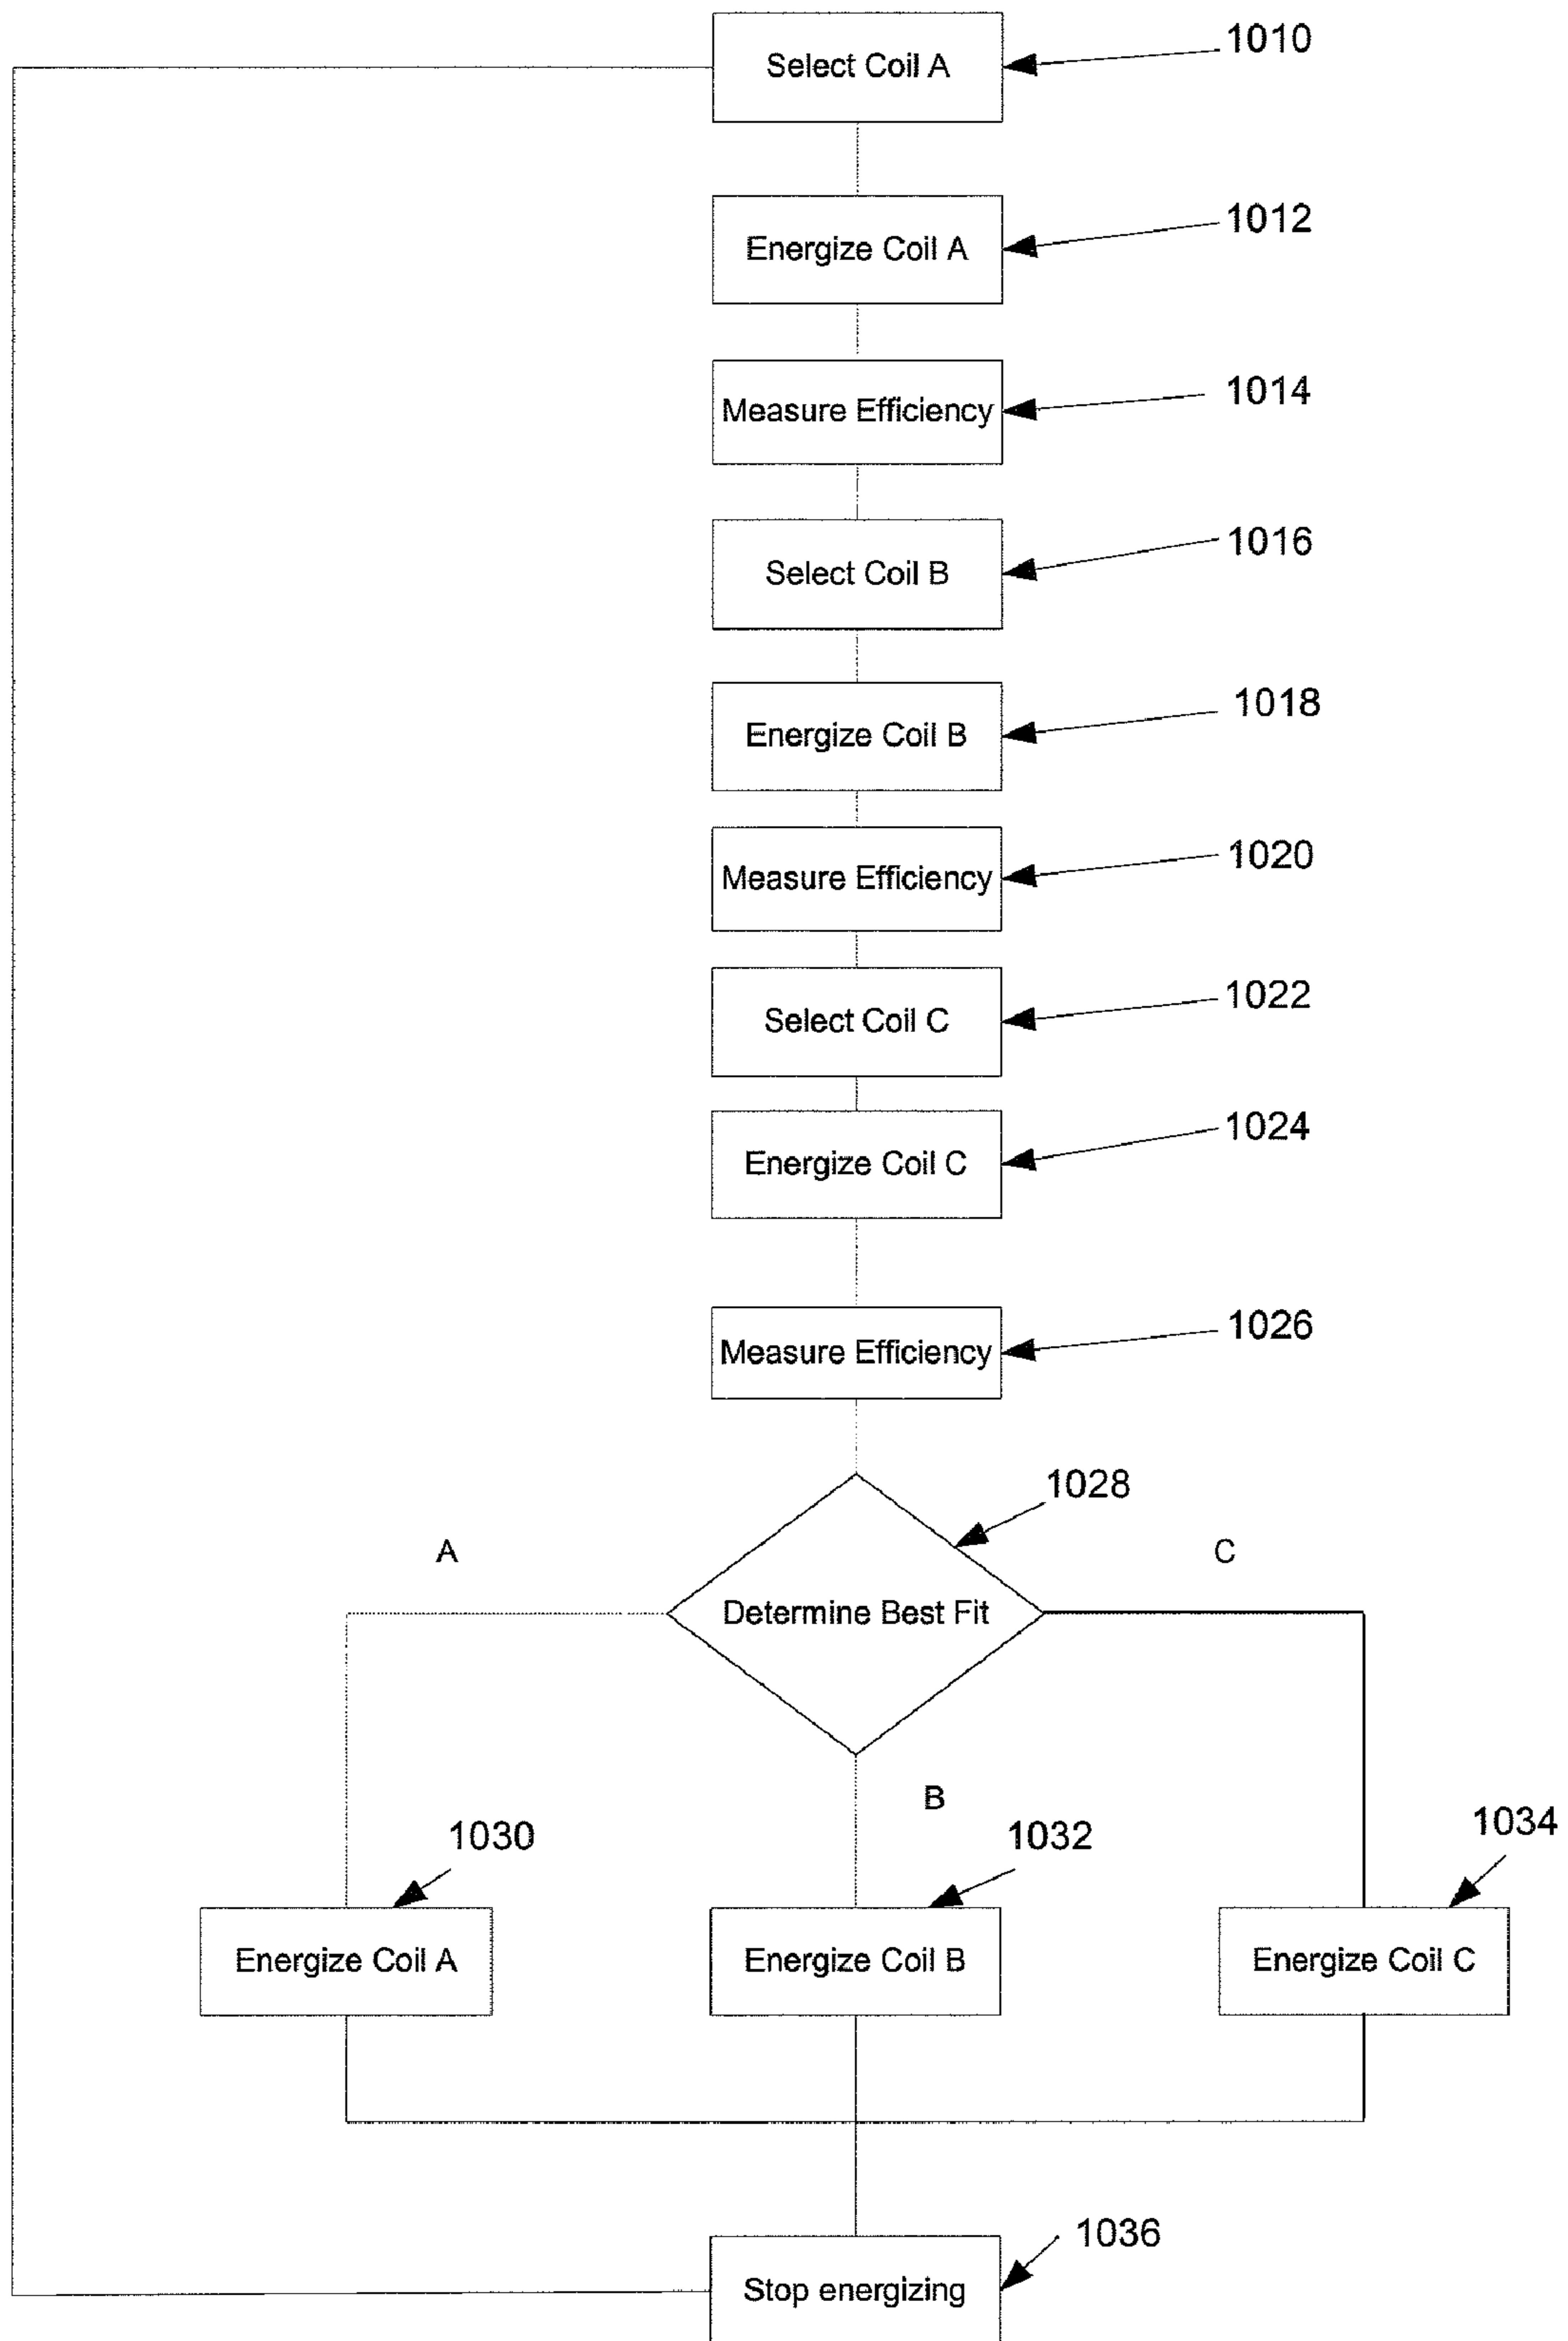 Select Coil A
1010
Energize Coil A
1012
Measure Efficiency
1014
Select Coil B
1016
Energize Coil B
1018
Measure Efficiency
1020
Select Coil C
1022
Energize Coil C
1024
Measure Efficiency
1026
1028
A
C
Determine Best Fit
B
1030
1032
1034
Energize Coil A
Energize Coil B
Energize Coil C
1036
Stop energizing